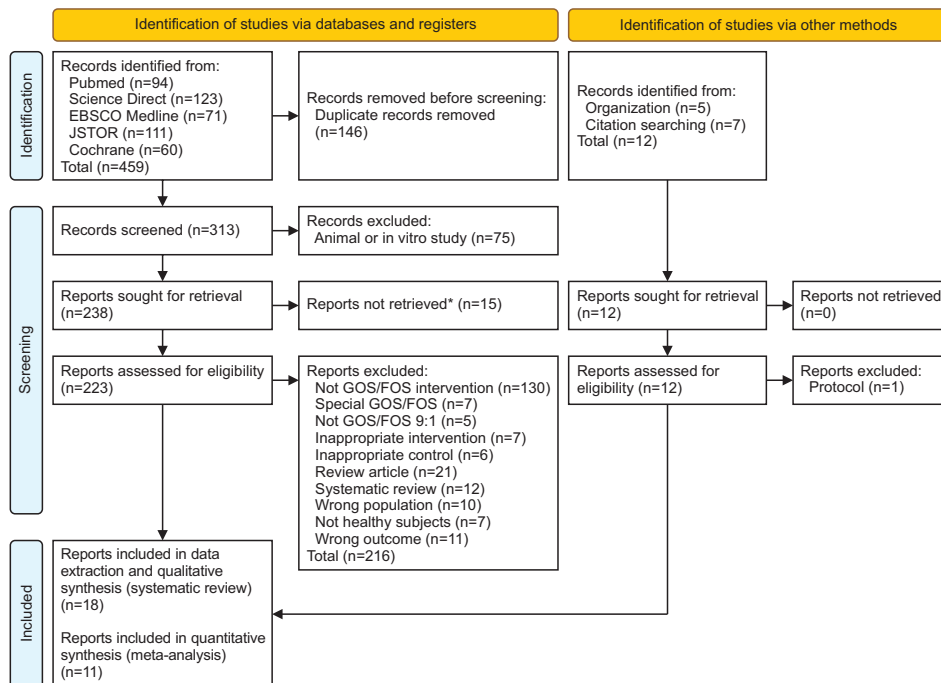 Identification of studies via databases and registers
Identification of studies via other methods
Identification
Records identified from:
Pubmed (n=94)
Science Direct (n=123)
EBSCO Medline (n=71)
JSTOR (n=111)
Cochrane (n=60)
Total (n=459)
Records removed before screening:
Duplicate records removed
(n=146)
Records identified from:
Organization (n=5)
Citation searching (n=7)
Total (n=12)
Screening
Records screened (n=313)
Records excluded:
Animal or in vitro study (n=75)
Reports sought for retrieval
(n=238)
Reports not retrieved* (n=15)
Reports sought for retrieval
(n=12)
Reports not retrieved
(n=0)
Reports assessed for eligibility
(n=223)
Reports excluded:
Not GOS/FOS intervention (n=130)
Special GOS/FOS (n=7)
Not GOS/FOS 9:1 (n=5)
Inappropriate intervention (n=7)
Inappropriate control (n=6)
Review article (n=21)
Systematic review (n=12)
Wrong population (n=10)
Not healthy subjects (n=7)
Wrong outcome (n=11)
Total (n=216)
Reports assessed for
eligibility (n=12)
Reports excluded:
Protocol (n=1)
Included
Reports included in data
extraction and qualitative
synthesis (systematic review)
(n=18)
Reports included in quantitative
synthesis (meta-analysis)
(n=11)